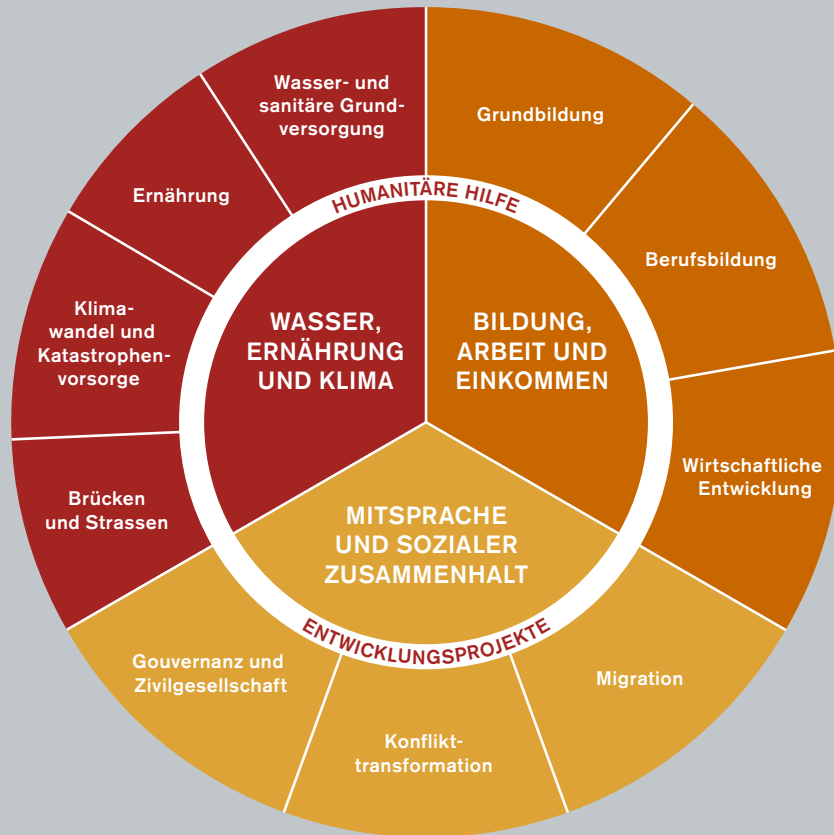 Wasser- und
sanitäre Grund-
versorgung
Grundbildung
Ernährung
HUMANITÄRE HILFE
Berufsbildung
Klima-
wandel und
Katastrophen-
vorsorge
WASSER,
ERNÄHRUNG
UND KLIMA
BILDUNG,
ARBEIT UND
EINKOMMEN
Wirtschaftliche
Entwicklung
Brücken
und Strassen
MITSPRACHE
UND SOZIALER
ZUSAMMENHALT
ENTWICKLUNGSPROJEKTE
Gouvernanz und
Zivilgesellschaft
Migration
Konflikt-
transformation